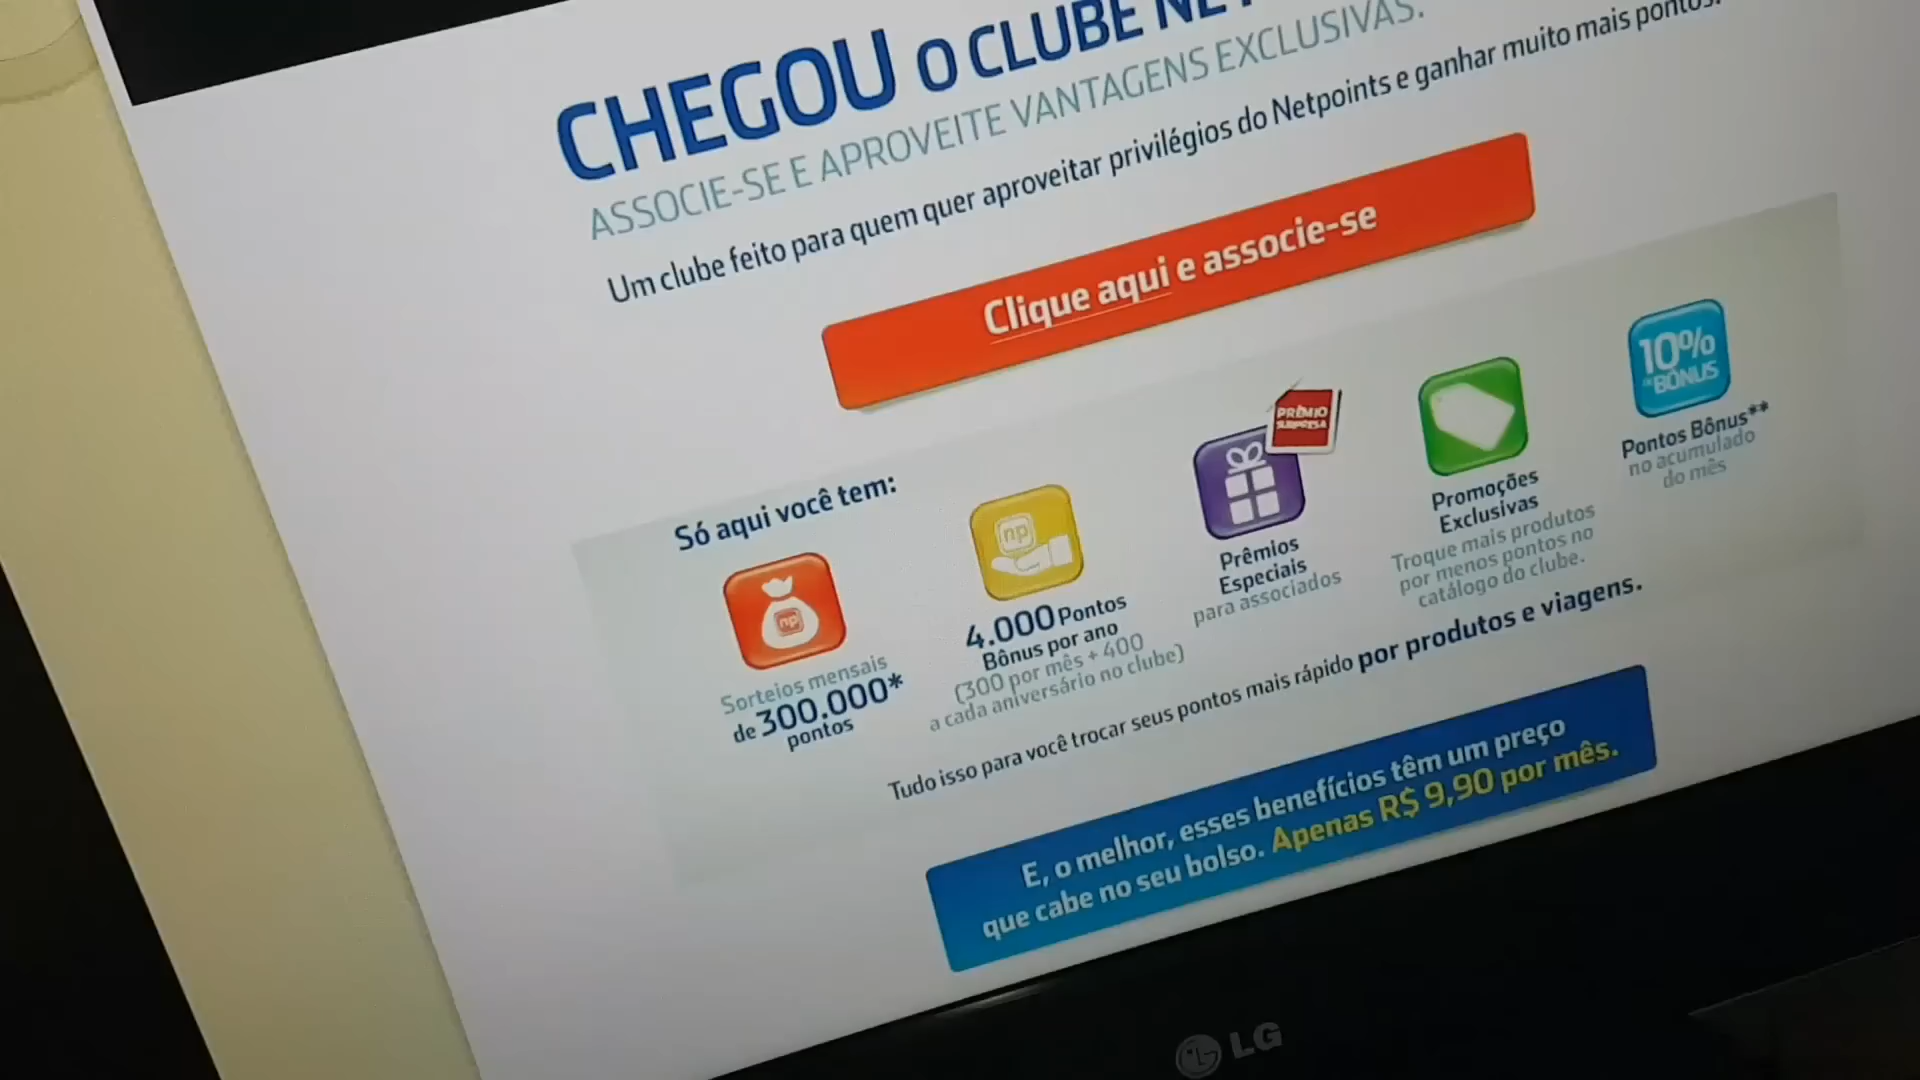 CHEGOU O CLUBE
ASSOCIE-SE E APROVEITE VANTAGENS EXCLUSIVAS.
Um clube feito para quem quer aproveitar privilégios do Netpoints e ganhar muito mais pontos.
Clique aqui e associe-se
Só aqui você tem:
np
Sorteios mensais
de 300.000*
pontos
np
4.000 Pontos
Bônus por ano
(300 por mês + 400
a cada aniversário no clube)
PRÊMIO
SURPRESA
Prêmios
Especiais
para associados
Promoções
Exclusivas
Troque mais produtos
por menos pontos no
catálogo do clube.
10%
DE BÔNUS
Pontos Bônus**
no acumulado
do mês
Tudo isso para você trocar seus pontos mais rápido por produtos e viagens.
E, o melhor, esses benefícios têm um preço
que cabe no seu bolso. Apenas R$ 9,90 por mês.
LG